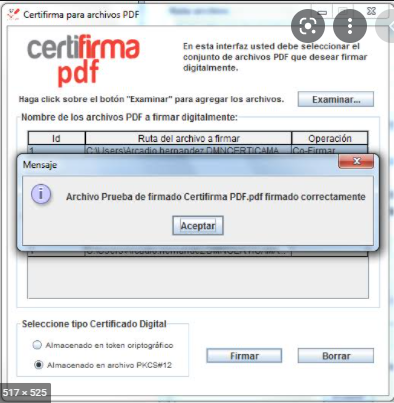 Certifirma para archivos PDF
certifirma
pdf
En esta interfaz usted debe seleccionar el
conjunto de archivos PDF que desear firmar
digitalmente.
Haga click sobre el botón "Examinar" para agregar los archivos.
Examinar...
Nombre de los archivos PDF a firmar digitalmente:
Id Ruta del archivo a firmar Operación
1 C:\Users\Arcadio.hernandez.DMNCERTICAMA... Co-Firmar
Mensaje
Archivo Prueba de firmado Certifirma PDF.pdf firmado correctamente
Aceptar
Seleccione tipo Certificado Digital
Almacenado en token criptográfico
Almacenado en archivo PKCS#12
Firmar
Borrar
517 × 525